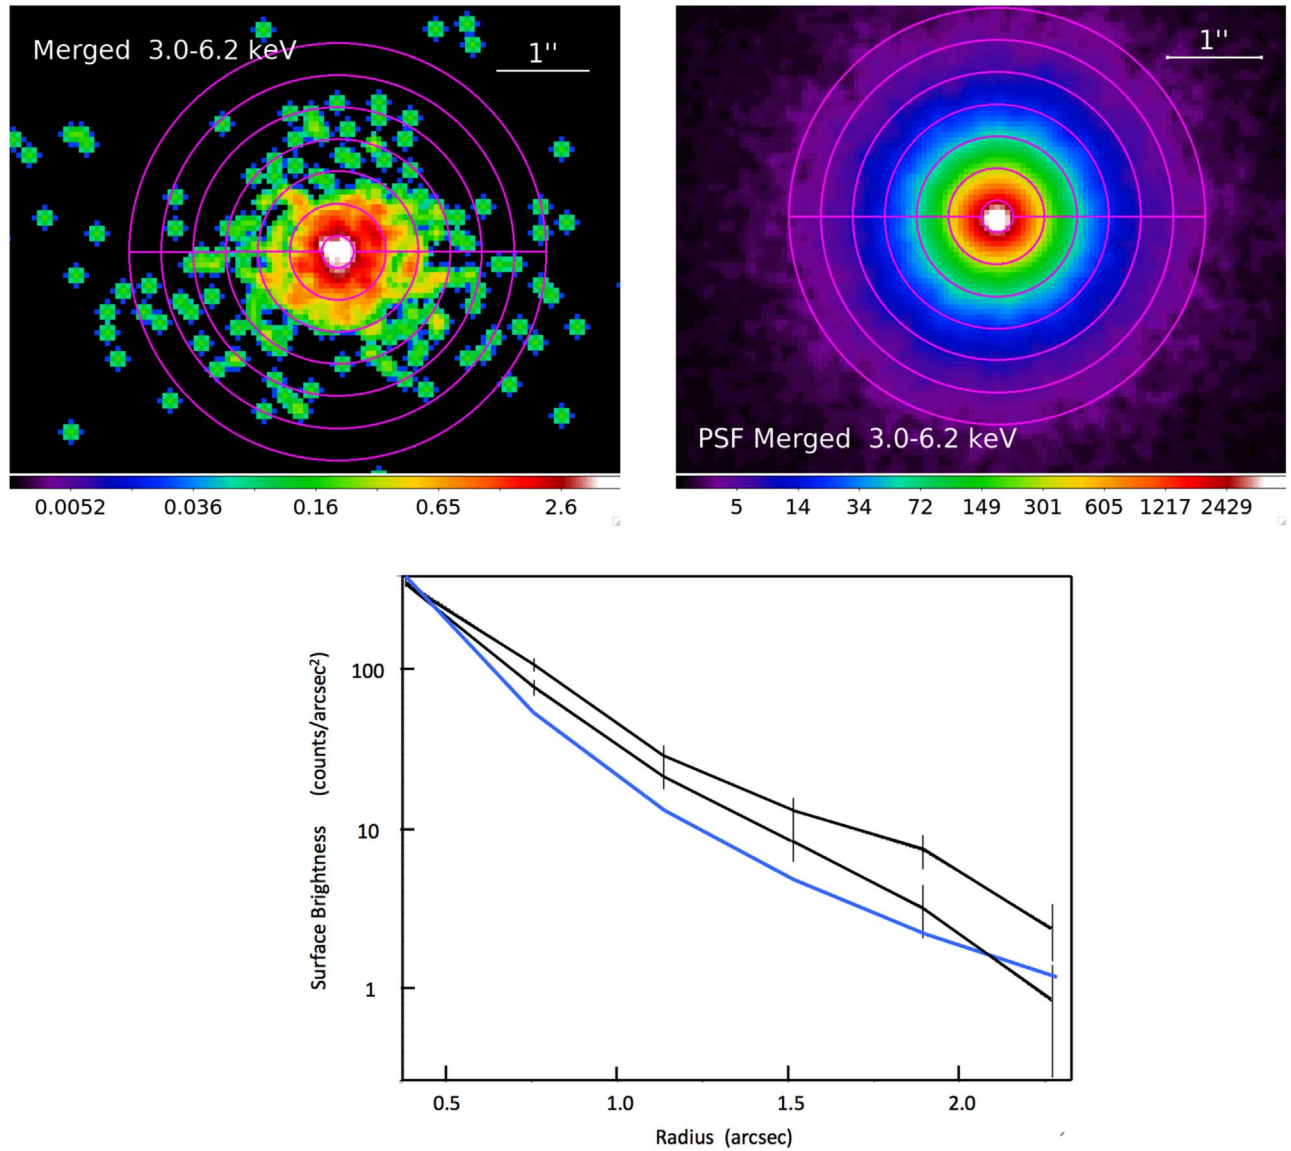 Merged 3.0-6.2 keV
1''
0.0052 0.036 0.16 0.65 2.6
1''
PSF Merged 3.0-6.2 keV
5 14 34 72 149 301 605 1217 2429
Surface Brightness (counts/arcsec²)
100
10
1
0.5 1.0 1.5 2.0
Radius (arcsec)